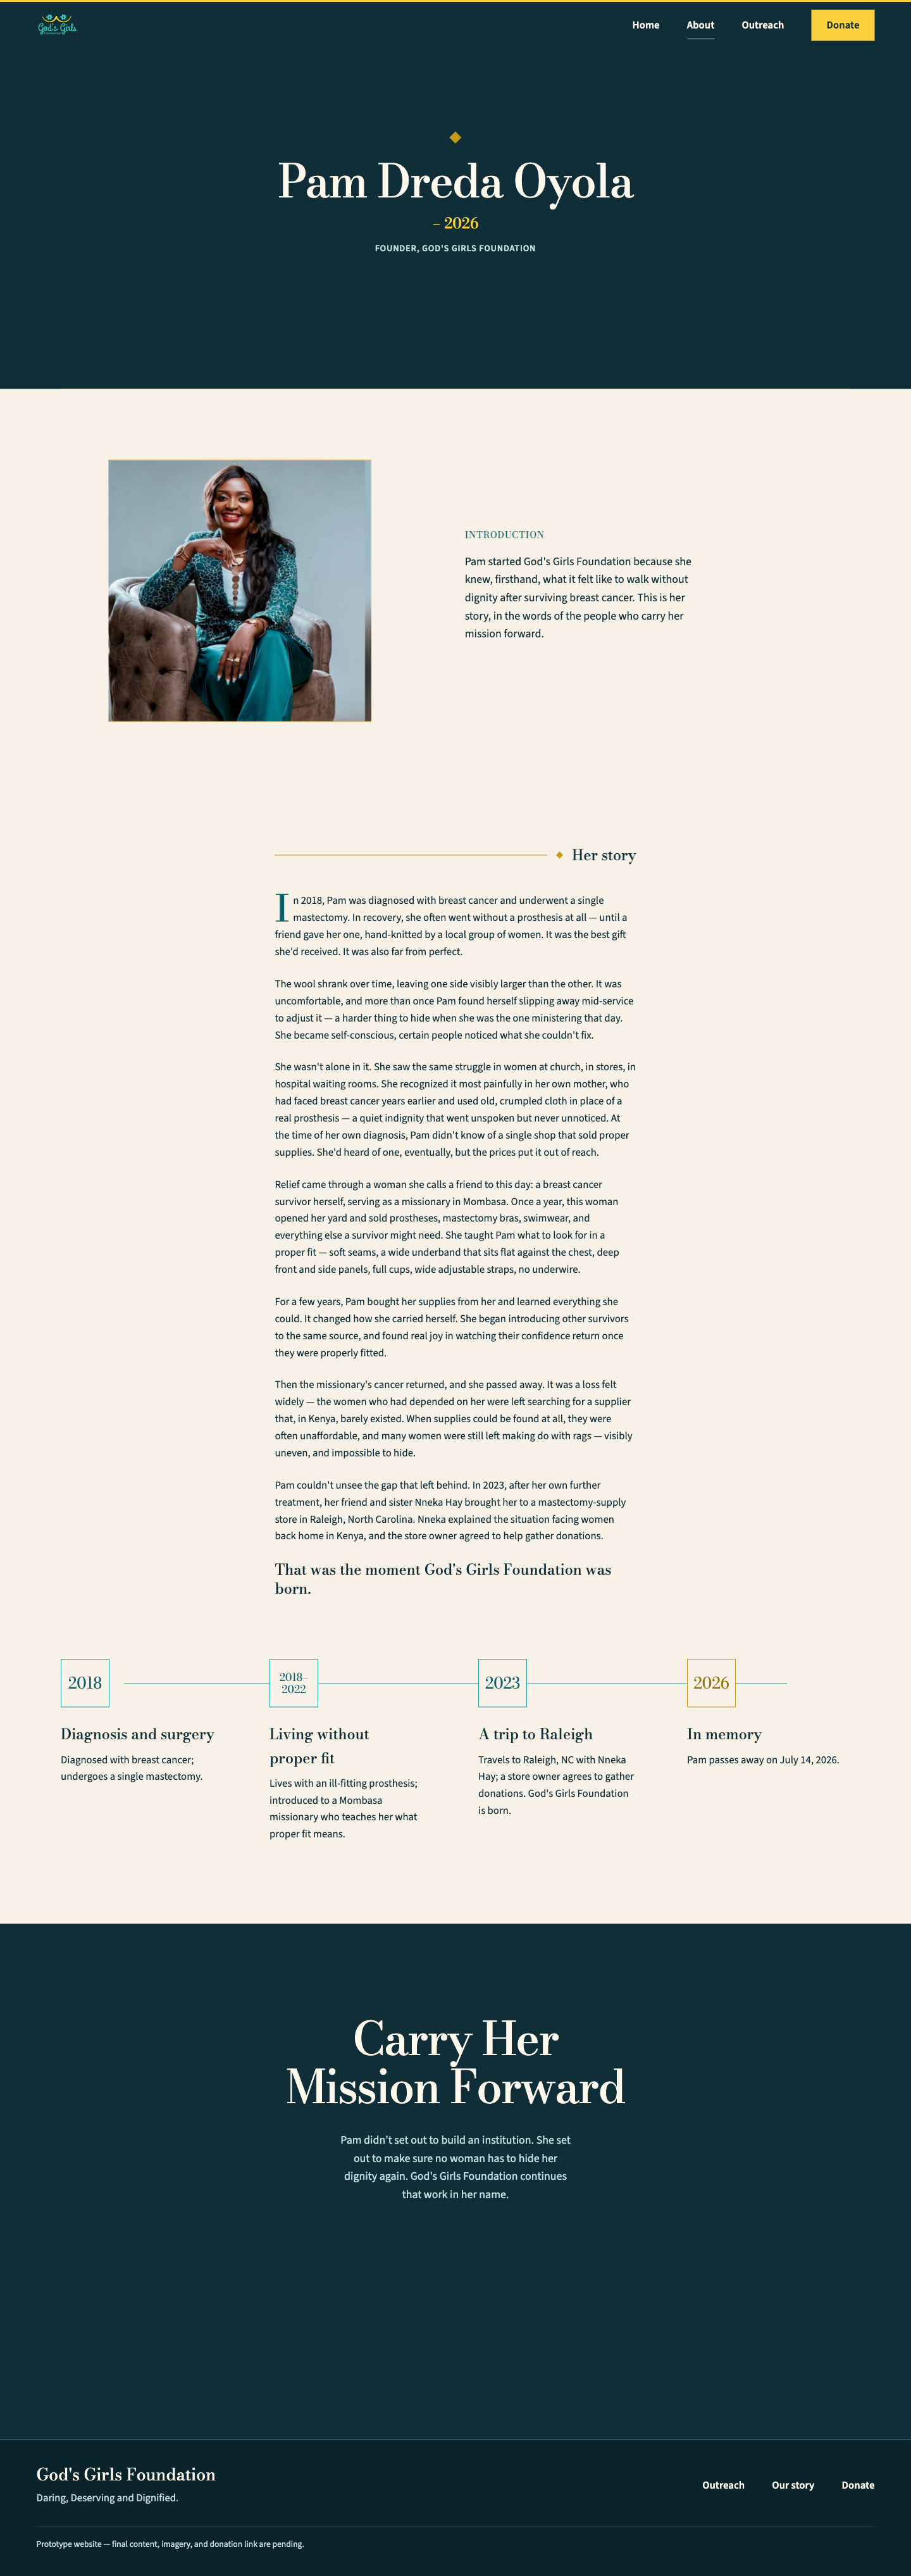 God's Girls
Home
About
Outreach
Donate
Pam Dreda Oyola
– 2026
FOUNDER, GOD'S GIRLS FOUNDATION
INTRODUCTION
Pam started God's Girls Foundation because she
knew, firsthand, what it felt like to walk without
dignity after surviving breast cancer. This is her
story, in the words of the people who carry her
mission forward.
Her story
In 2018, Pam was diagnosed with breast cancer and underwent a single
mastectomy. In recovery, she often went without a prosthesis at all — until a
friend gave her one, hand-knitted by a local group of women. It was the best gift
she'd received. It was also far from perfect.
The wool shrank over time, leaving one side visibly larger than the other. It was
uncomfortable, and more than once Pam found herself slipping away mid-service
to adjust it — a harder thing to hide when she was the one ministering that day.
She became self-conscious, certain people noticed what she couldn't fix.
She wasn't alone in it. She saw the same struggle in women at church, in stores, in
hospital waiting rooms. She recognized it most painfully in her own mother, who
had faced breast cancer years earlier and used old, crumpled cloth in place of a
real prosthesis — a quiet indignity that went unspoken but never unnoticed. At
the time of her own diagnosis, Pam didn't know of a single shop that sold proper
supplies. She'd heard of one, eventually, but the prices put it out of reach.
Relief came through a woman she calls a friend to this day: a breast cancer
survivor herself, serving as a missionary in Mombasa. Once a year, this woman
opened her yard and sold prostheses, mastectomy bras, swimwear, and
everything else a survivor might need. She taught Pam what to look for in a
proper fit — soft seams, a wide underband that sits flat against the chest, deep
front and side panels, full cups, wide adjustable straps, no underwire.
For a few years, Pam bought her supplies from her and learned everything she
could. It changed how she carried herself. She began introducing other survivors
to the same source, and found real joy in watching their confidence return once
they were properly fitted.
Then the missionary's cancer returned, and she passed away. It was a loss felt
widely — the women who had depended on her were left searching for a supplier
that, in Kenya, barely existed. When supplies could be found at all, they were
often unaffordable, and many women were still left making do with rags — visibly
uneven, and impossible to hide.
Pam couldn't unsee the gap that left behind. In 2023, after her own further
treatment, her friend and sister Nneka Hay brought her to a mastectomy-supply
store in Raleigh, North Carolina. Nneka explained the situation facing women
back home in Kenya, and the store owner agreed to help gather donations.
That was the moment God's Girls Foundation was
born.
2018
Diagnosis and surgery
Diagnosed with breast cancer;
undergoes a single mastectomy.
2018–
2022
Living without
proper fit
Lives with an ill-fitting prosthesis;
introduced to a Mombasa
missionary who teaches her what
proper fit means.
2023
A trip to Raleigh
Travels to Raleigh, NC with Nneka
Hay; a store owner agrees to gather
donations. God's Girls Foundation
is born.
2026
In memory
Pam passes away on July 14, 2026.
Carry Her
Mission Forward
Pam didn't set out to build an institution. She set
out to make sure no woman has to hide her
dignity again. God's Girls Foundation continues
that work in her name.
God's Girls Foundation
Daring, Deserving and Dignified.
Outreach
Our story
Donate
Prototype website — final content, imagery, and donation link are pending.